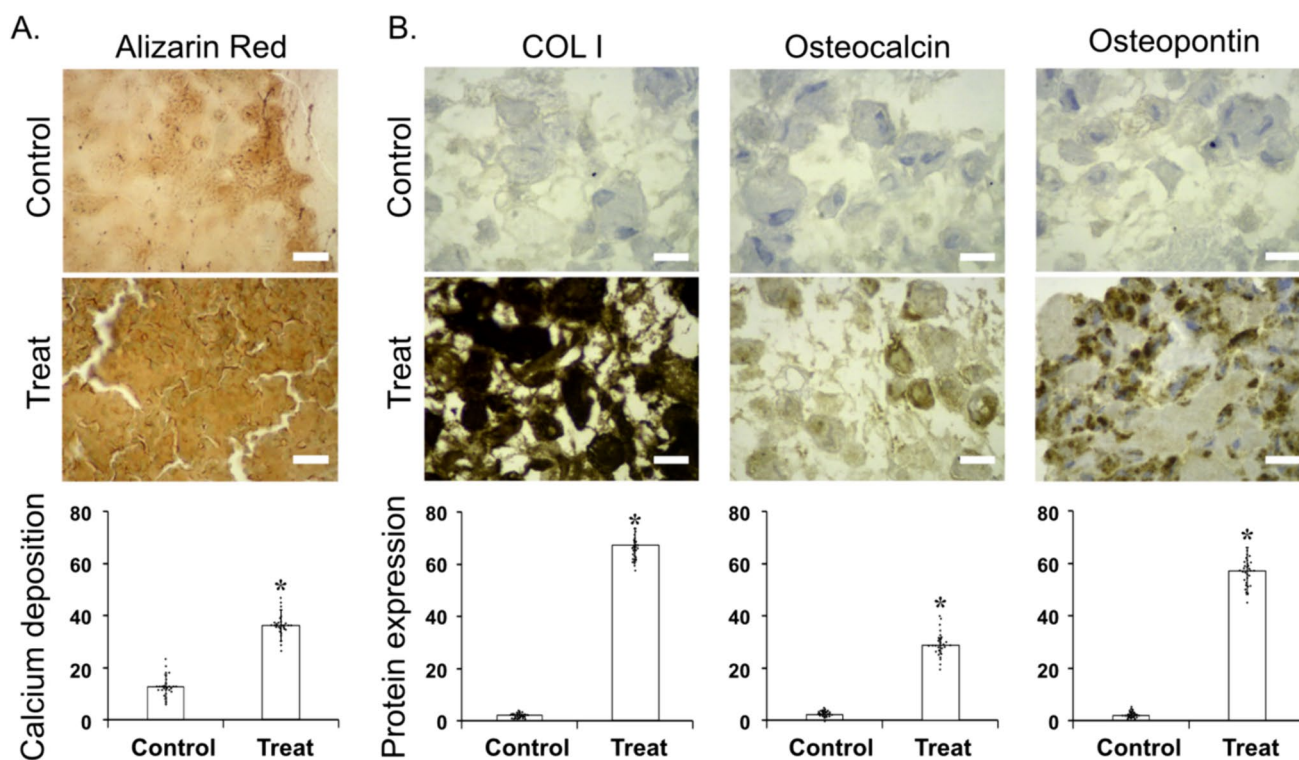 A.
Alizarin Red
Control
Treat
Calcium deposition
80
60
40
20
0
*
Control Treat
B.
COL I Osteocalcin Osteopontin
Control
Treat
Protein expression
80
60
40
20
0
*
Control Treat
80
60
40
20
0
*
Control Treat
80
60
40
20
0
*
Control Treat